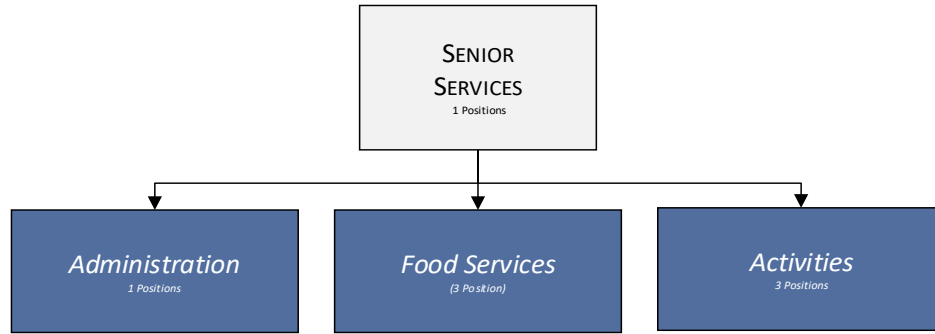 SENIOR
SERVICES
1 Positions
Administration
1 Positions
Food Services
(3 Position)
Activities
3 Positions